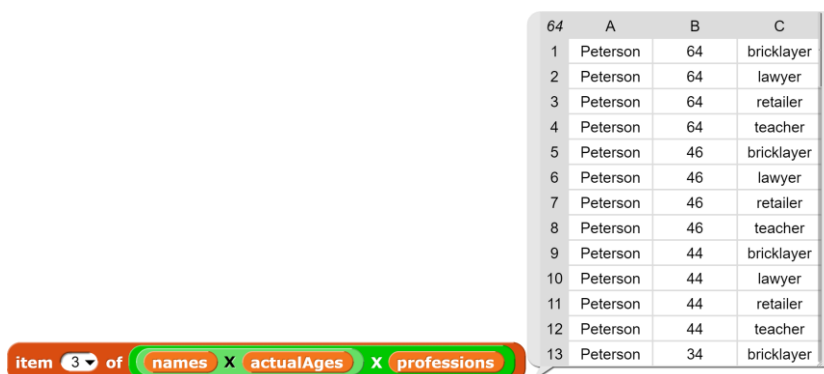 64 A B C
1 Peterson 64 bricklayer
2 Peterson 64 lawyer
3 Peterson 64 retailer
4 Peterson 64 teacher
5 Peterson 46 bricklayer
6 Peterson 46 lawyer
7 Peterson 46 retailer
8 Peterson 46 teacher
9 Peterson 44 bricklayer
10 Peterson 44 lawyer
11 Peterson 44 retailer
12 Peterson 44 teacher
13 Peterson 34 bricklayer
item 3 of names X actualAges X professions